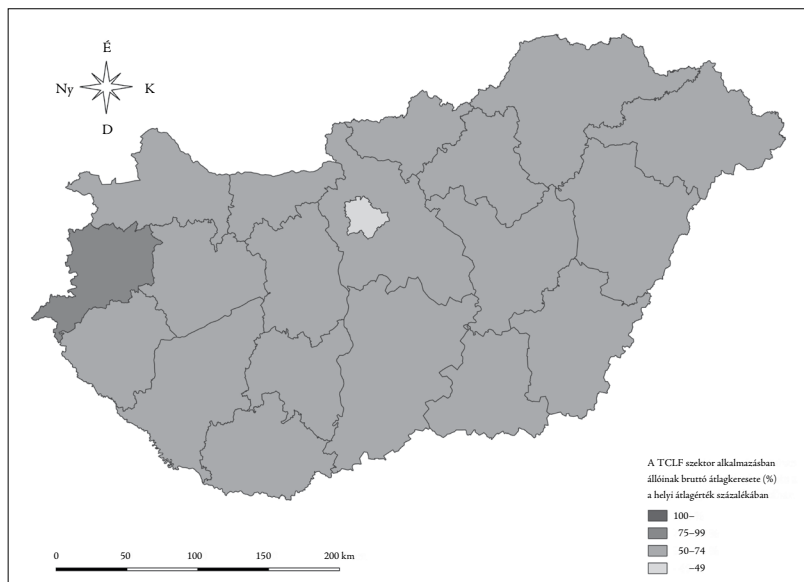 É
Ny K
D
A TCLF szektor alkalmazásban
állóinak bruttó átlagkeresete (%)
a helyi átlagérték százalékában
100–
75–99
50–74
–49
0 50 100 150 200 km